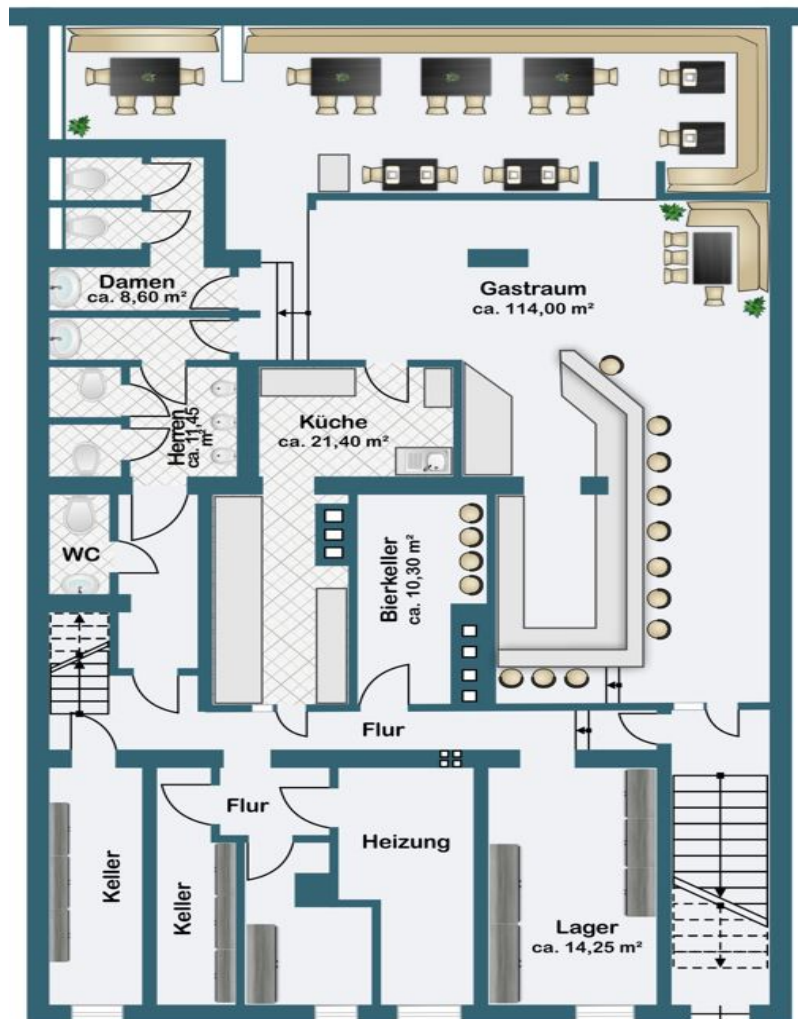 Damen
ca. 8,60 m²
Gastraum
ca. 114,00 m²
Herren
ca. 11,45
m²
Küche
ca. 21,40 m²
WC
Bierkeller
ca. 10,30 m²
Flur
Flur
Heizung
Keller
Keller
Lager
ca. 14,25 m²